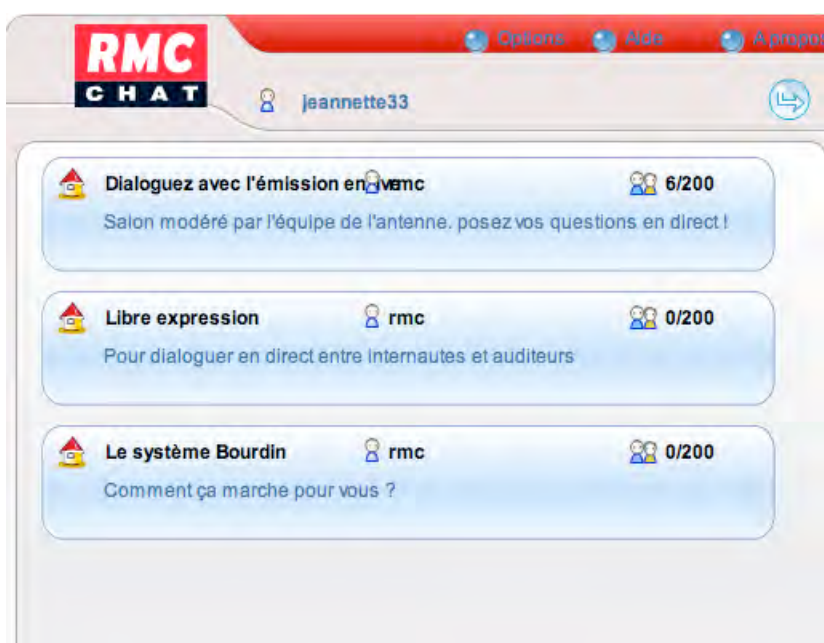 RMC
CHAT
Options Aide A propos
jeannette33
Dialoguez avec l'émission en live rmc 6/200
Salon modéré par l'équipe de l'antenne. posez vos questions en direct !
Libre expression rmc 0/200
Pour dialoguer en direct entre internautes et auditeurs
Le système Bourdin rmc 0/200
Comment ça marche pour vous ?